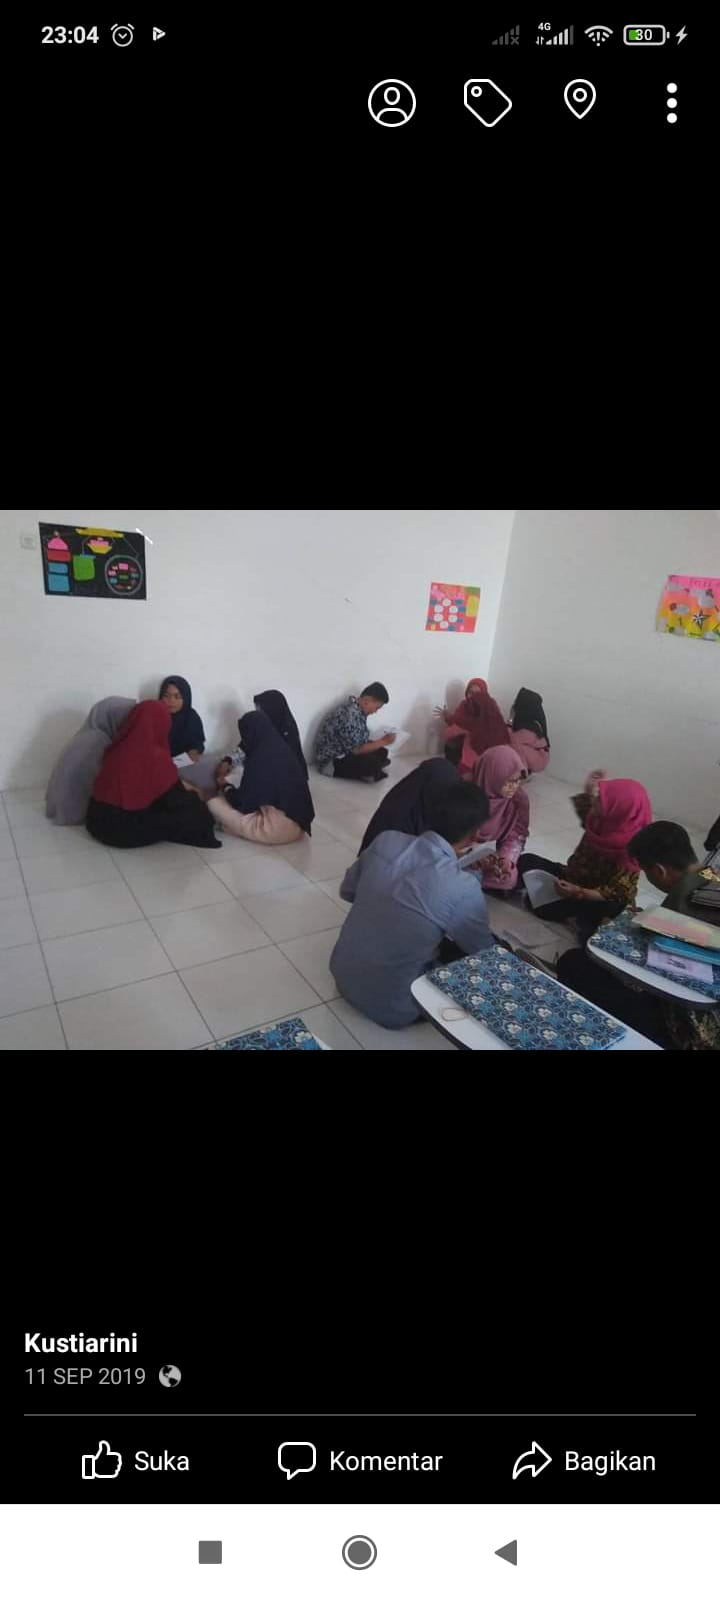 23:04
4G
30
Kustiarini
11 SEP 2019
Suka
Komentar
Bagikan